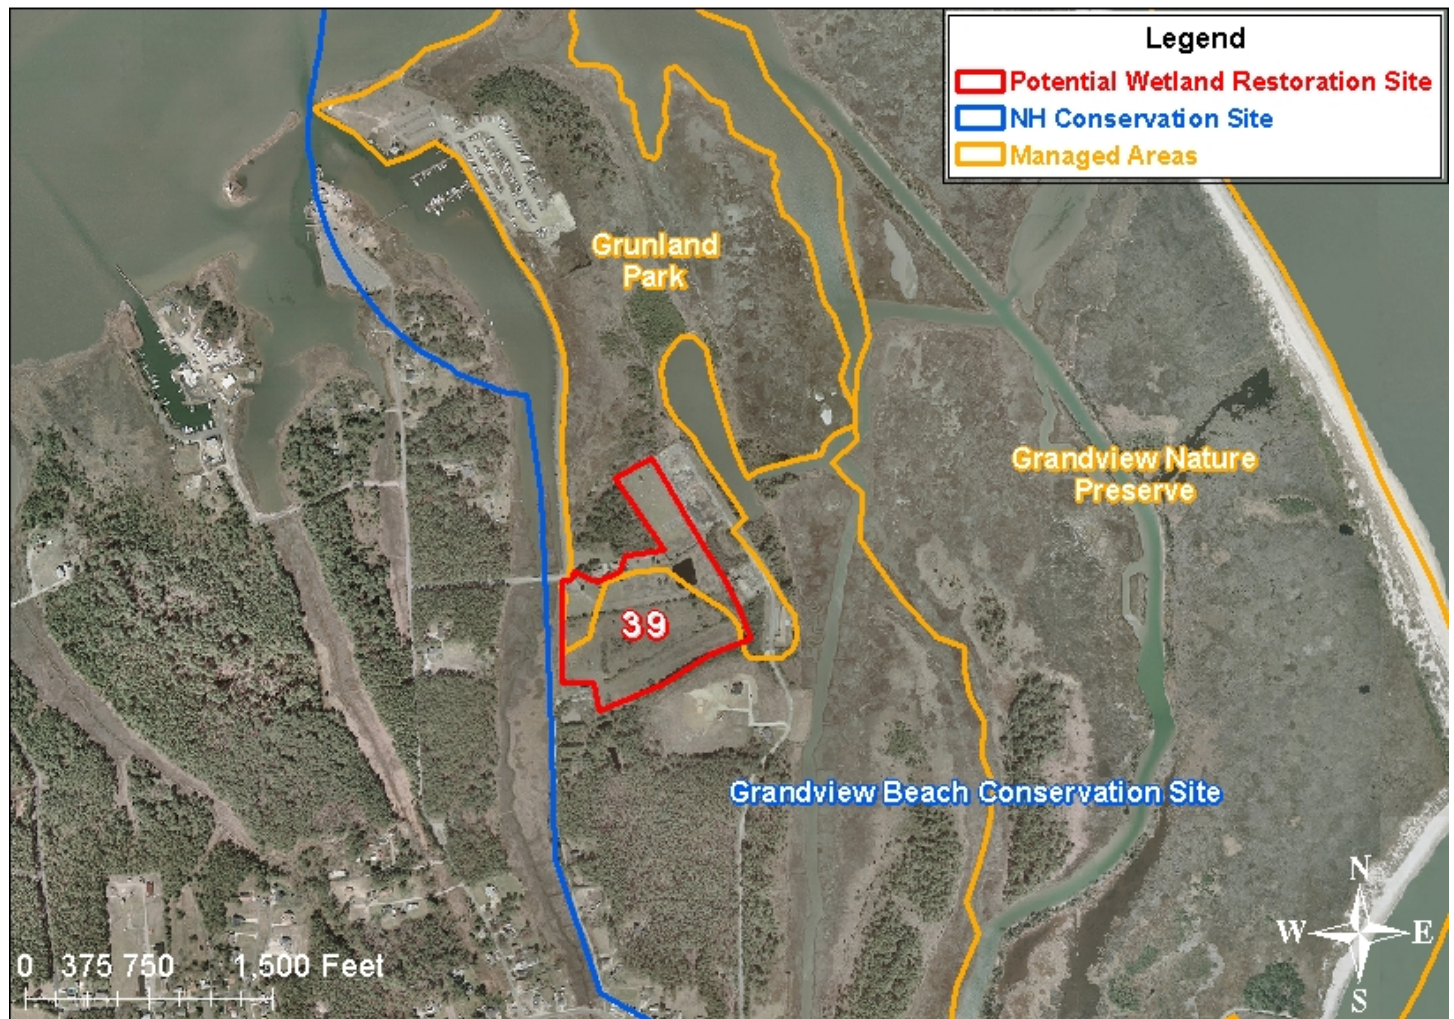 Legend
Potential Wetland Restoration Site
NH Conservation Site
Managed Areas
Grunland
Park
Grandview Nature
Preserve
39
Grandview Beach Conservation Site
N
W E
S
0 375 750 1,500 Feet